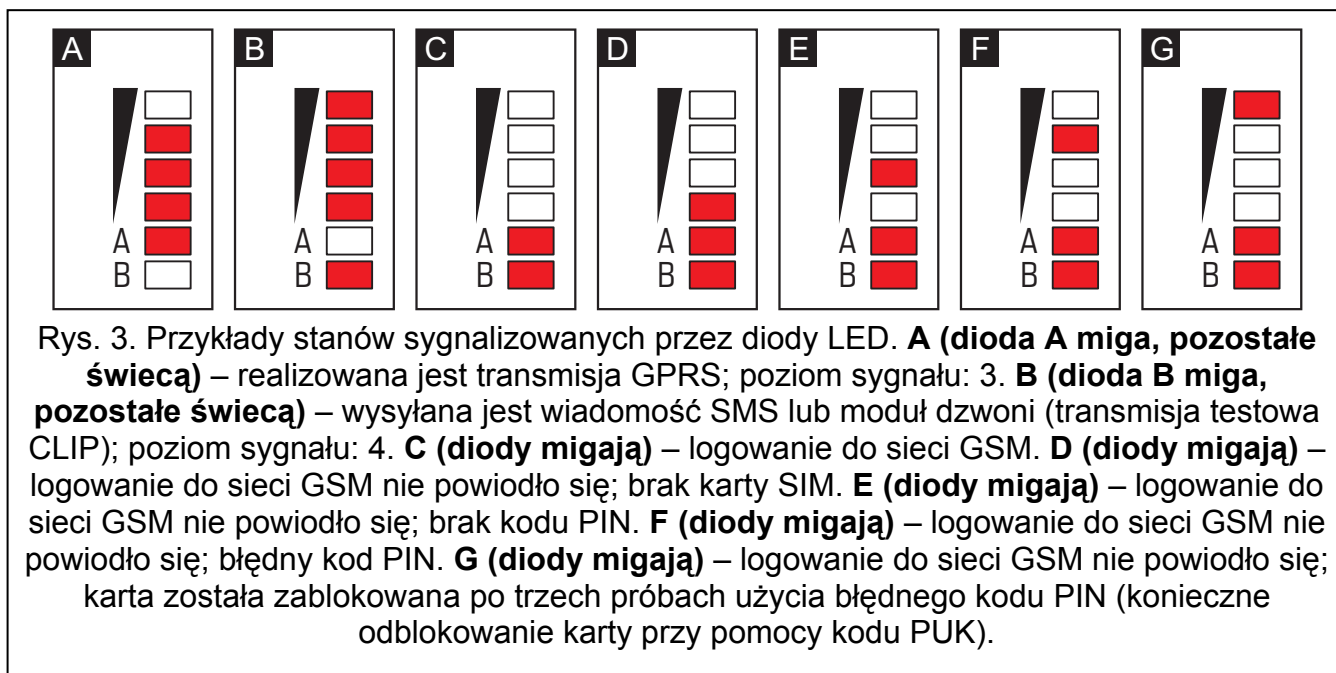 A B C D E F G
A A A A A A A
B B B B B B B
Rys. 3. Przykłady stanów sygnalizowanych przez diody LED. A (dioda A miga, pozostałe
świecą) – realizowana jest transmisja GPRS; poziom sygnału: 3. B (dioda B miga,
pozostałe świecą) – wysyłana jest wiadomość SMS lub moduł dzwoni (transmisja testowa
CLIP); poziom sygnału: 4. C (diody migają) – logowanie do sieci GSM. D (diody migają) –
logowanie do sieci GSM nie powiodło się; brak karty SIM. E (diody migają) – logowanie do
sieci GSM nie powiodło się; brak kodu PIN. F (diody migają) – logowanie do sieci GSM nie
powiodło się; błędny kod PIN. G (diody migają) – logowanie do sieci GSM nie powiodło się;
karta została zablokowana po trzech próbach użycia błędnego kodu PIN (konieczne
odblokowanie karty przy pomocy kodu PUK).